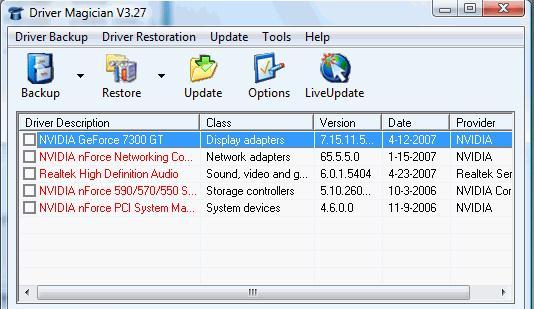 Driver Magician V3.27
Driver Backup Driver Restoration Update Tools Help
Backup Restore Update Options LiveUpdate
Driver Description Class Version Date Provider
NVIDIA GeForce 7300 GT Display adapters 7.15.11.5... 4-12-2007 NVIDIA
NVIDIA nForce Networking Co... Network adapters 65.5.5.0 1-15-2007 NVIDIA
Realtek High Definition Audio Sound, video and g... 6.0.1.5404 4-23-2007 Realtek Ser
NVIDIA nForce 590/570/550 S... Storage controllers 5.10.260... 10-3-2006 NVIDIA Cor
NVIDIA nForce PCI System Ma... System devices 4.6.0.0 11-9-2006 NVIDIA